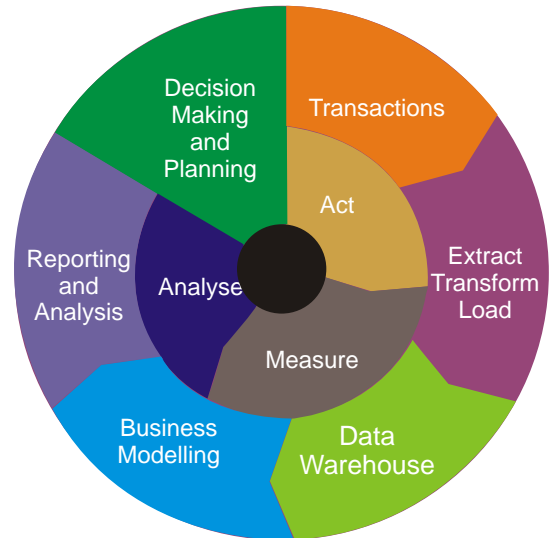 Decision
Making
and
Planning
Transactions
Act
Extract
Transform
Load
Reporting
and
Analysis
Analyse
Measure
Business
Modelling
Data
Warehouse